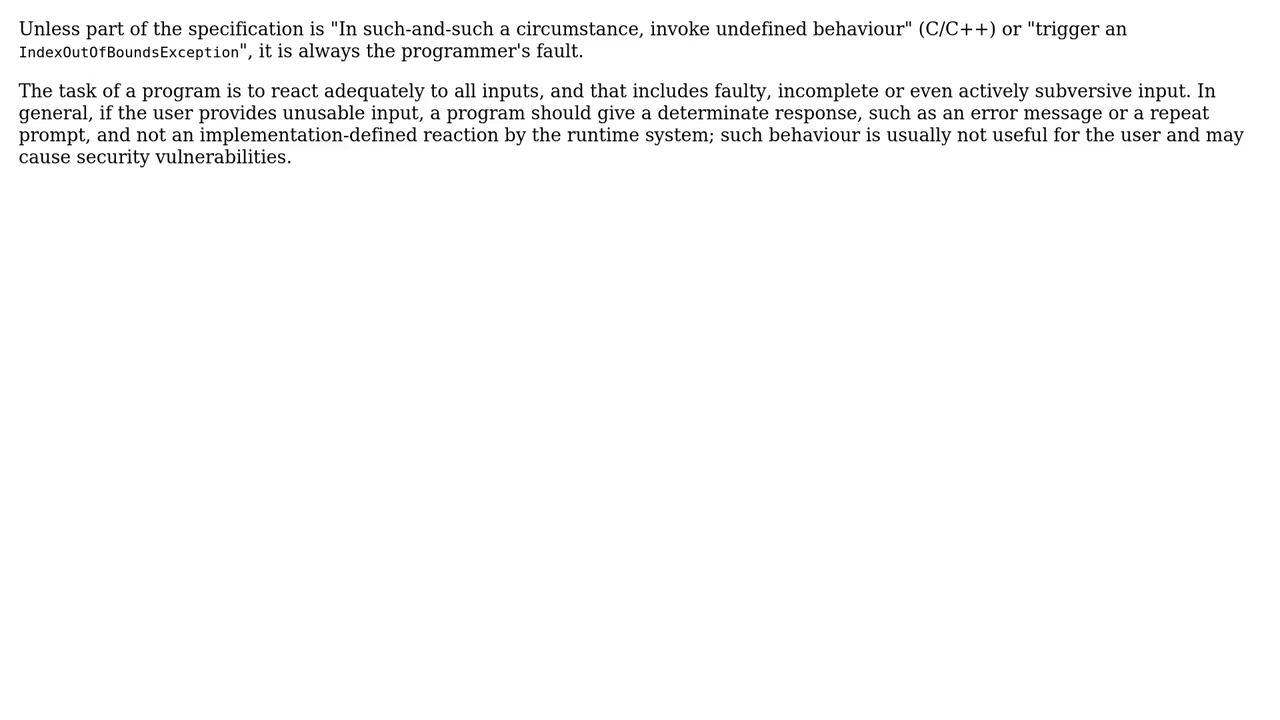 Unless part of the specification is "In such-and-such a circumstance, invoke undefined behaviour" (C/C++) or "trigger an
IndexOutOfBoundsException", it is always the programmer's fault.
The task of a program is to react adequately to all inputs, and that includes faulty, incomplete or even actively subversive input. In
general, if the user provides unusable input, a program should give a determinate response, such as an error message or a repeat
prompt, and not an implementation-defined reaction by the runtime system; such behaviour is usually not useful for the user and may
cause security vulnerabilities.